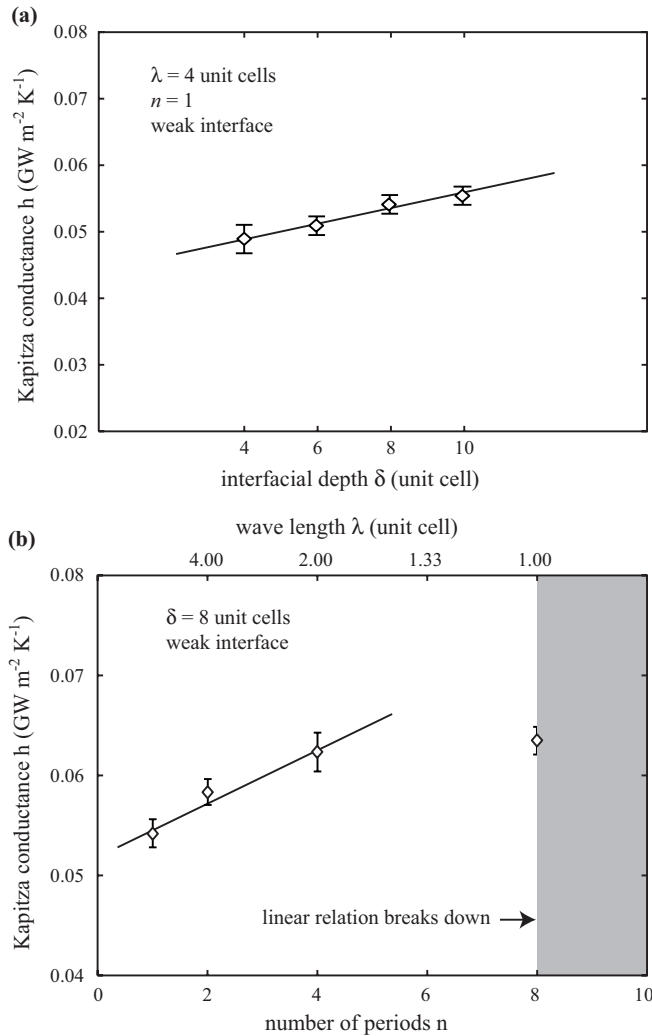 (a)
0.08
0.07
0.06
0.05
0.04
0.03
0.02
Kapitza conductance h (GW m⁻² K⁻¹)
λ = 4 unit cells
n = 1
weak interface
4 6 8 10
interfacial depth δ (unit cell)
(b)
wave length λ (unit cell)
4.00 2.00 1.33 1.00
0.08
0.07
0.06
0.05
0.04
Kapitza conductance h (GW m⁻² K⁻¹)
δ = 8 unit cells
weak interface
linear relation breaks down
0 2 4 6 8 10
number of periods n